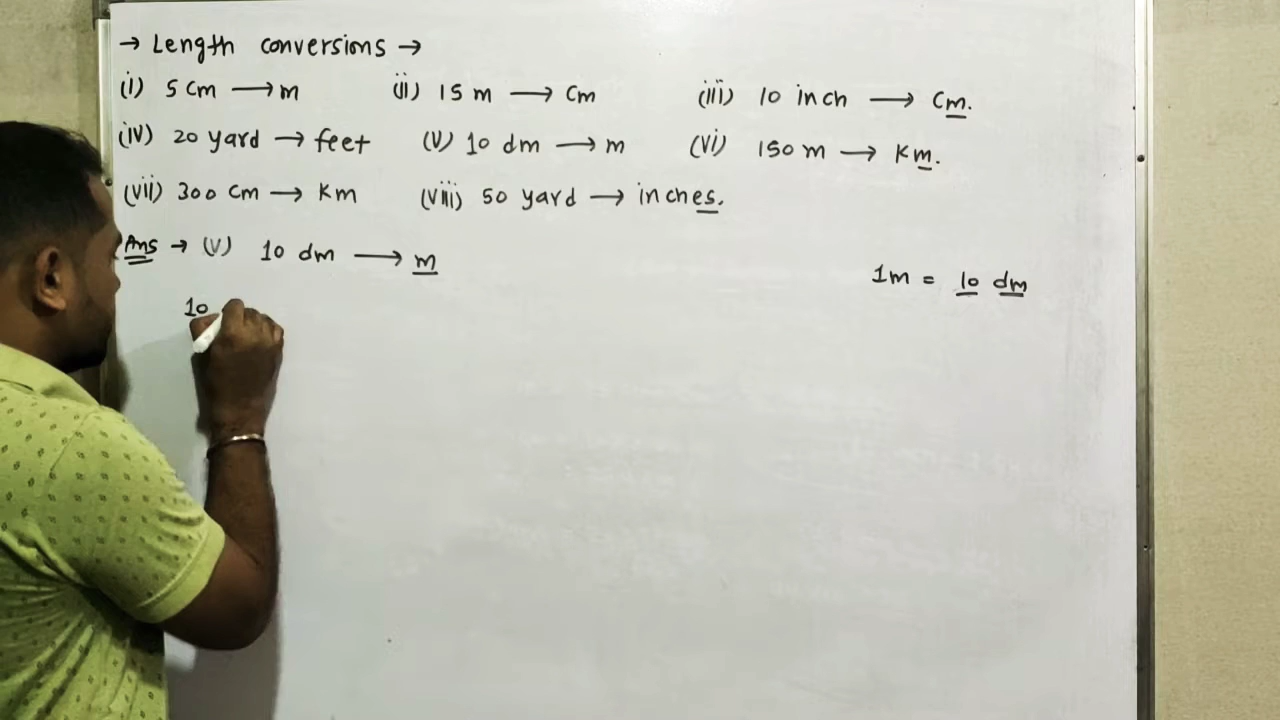 → Length conversions →
(i) 5 cm → m (ii) 15 m → cm (iii) 10 inch → cm.
(iv) 20 yard → feet (v) 10 dm → m (vi) 150 m → km.
(vii) 300 cm → km (viii) 50 yard → inches.
Ans → (v) 10 dm → m
1m = 10 dm
10